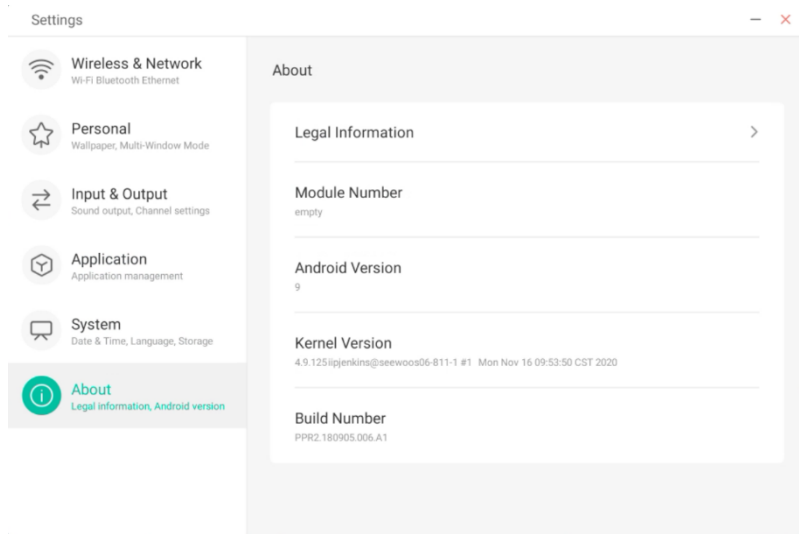 Settings
Wireless & Network
Wi-Fi Bluetooth Ethernet
Personal
Wallpaper, Multi-Window Mode
Input & Output
Sound output, Channel settings
Application
Application management
System
Date & Time, Language, Storage
About
Legal information, Android version
About
Legal Information
Module Number
empty
Android Version
9
Kernel Version
4.9.125iipjenkins@seewoos06-811-1 #1 Mon Nov 16 09:53:50 CST 2020
Build Number
PPR2.180905.006.A1